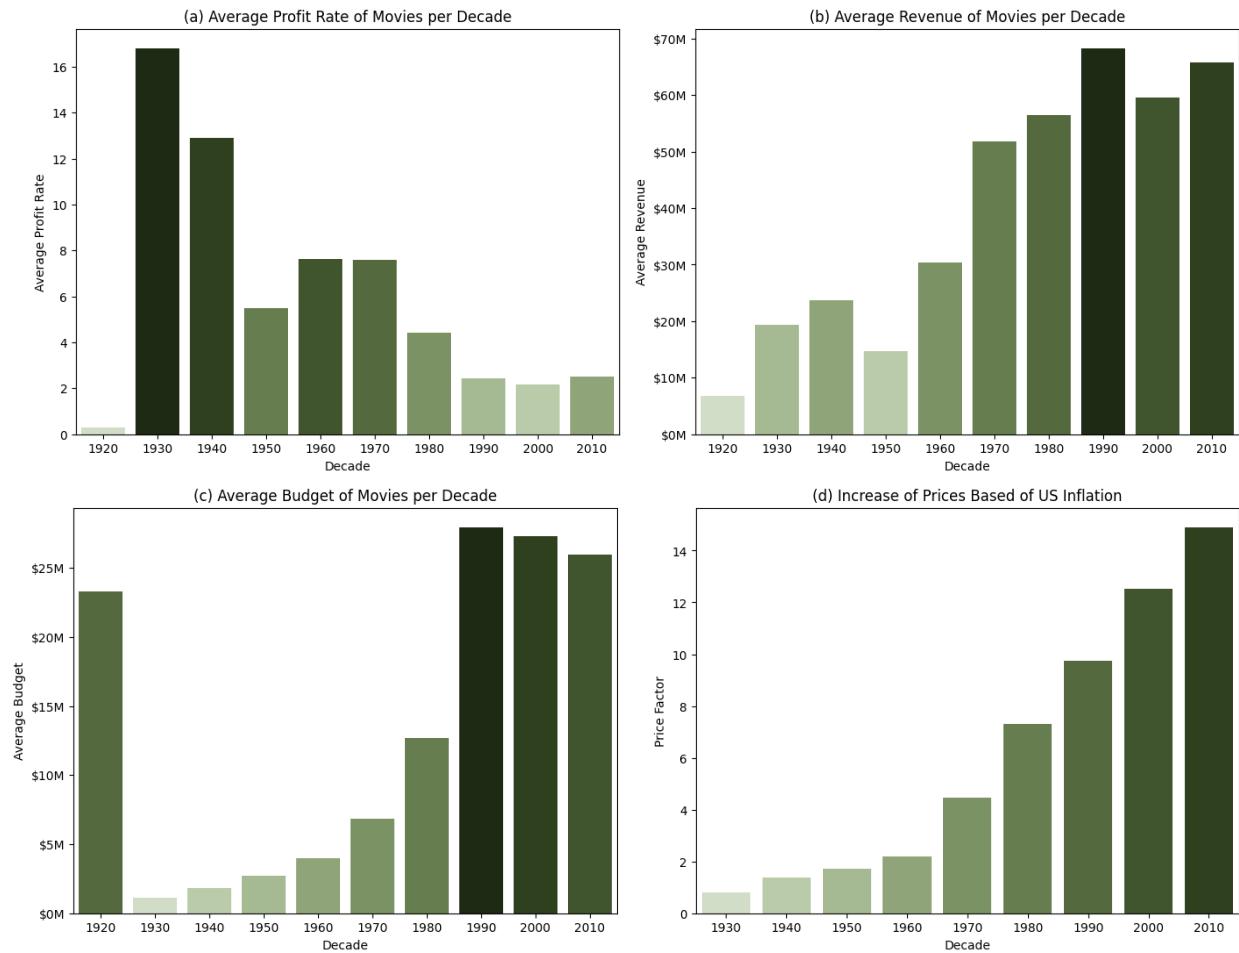 (a) Average Profit Rate of Movies per Decade
16
14
12
10
8
6
4
2
0
Average Profit Rate
1920 1930 1940 1950 1960 1970 1980 1990 2000 2010
Decade
(b) Average Revenue of Movies per Decade
$70M
$60M
$50M
$40M
$30M
$20M
$10M
$0M
Average Revenue
1920 1930 1940 1950 1960 1970 1980 1990 2000 2010
Decade
(c) Average Budget of Movies per Decade
$25M
$20M
$15M
$10M
$5M
$0M
Average Budget
1920 1930 1940 1950 1960 1970 1980 1990 2000 2010
Decade
(d) Increase of Prices Based of US Inflation
14
12
10
8
6
4
2
0
Price Factor
1930 1940 1950 1960 1970 1980 1990 2000 2010
Decade